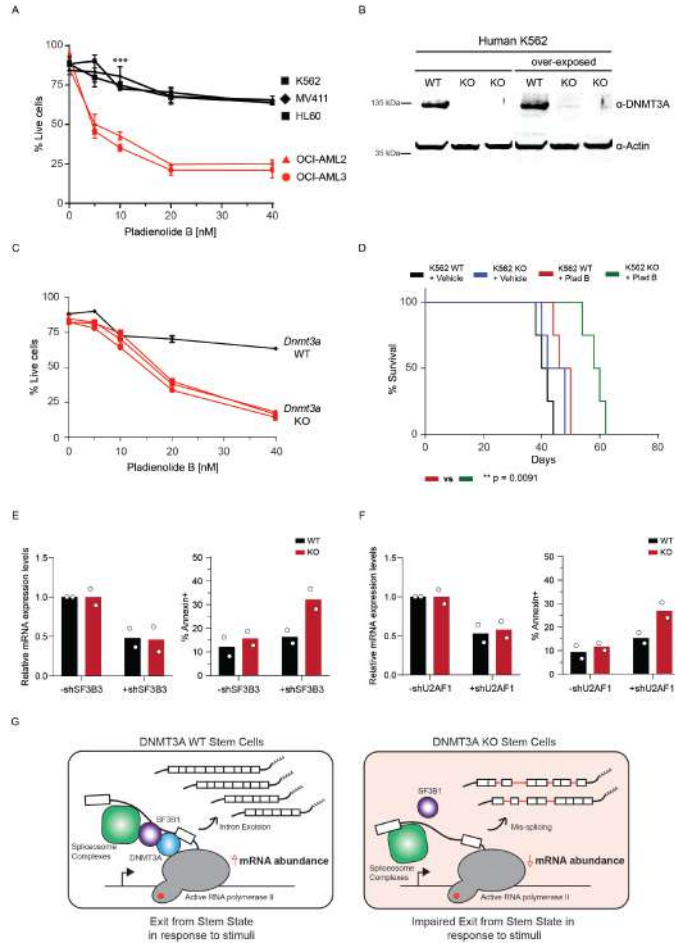 A
100
75
50
25
0
% Live cells
***
K562
MV411
HL60
OCI-AML2
OCI-AML3
0 10 20 30 40
Pladienolide B [nM]
B
Human K562
over-exposed
WT KO KO WT KO KO
135 kDa
α-DNMT3A
α-Actin
35 kDa
C
100
75
50
25
0
% Live cells
Dnmt3a
WT
Dnmt3a
KO
0 10 20 30 40
Pladienolide B [nM]
D
K562 WT
+ Vehicle
K562 KO
+ Vehicle
K562 WT
+ Plad B
K562 KO
+ Plad B
100
50
0
% Survival
0 20 40 60 80
Days
vs ** p = 0.0091
E
Relative mRNA expression levels
1.5
1.0
0.5
0
-shSF3B3 +shSF3B3
% Annexin+
50
40
30
20
10
0
-shSF3B3 +shSF3B3
WT
KO
F
Relative mRNA expression levels
1.5
1.0
0.5
0
-shU2AF1 +shU2AF1
% Annexin+
50
40
30
20
10
0
-shU2AF1 +shU2AF1
WT
KO
G
DNMT3A WT Stem Cells
SF3B1
Spliceosome
Complexes
DNMT3A
Intron Excision
mRNA abundance
Active RNA polymerase II
Exit from Stem State
in response to stimuli
DNMT3A KO Stem Cells
SF3B1
Mis-splicing
Spliceosome
Complexes
mRNA abundance
Active RNA polymerase II
Impaired Exit from Stem State in
response to stimuli